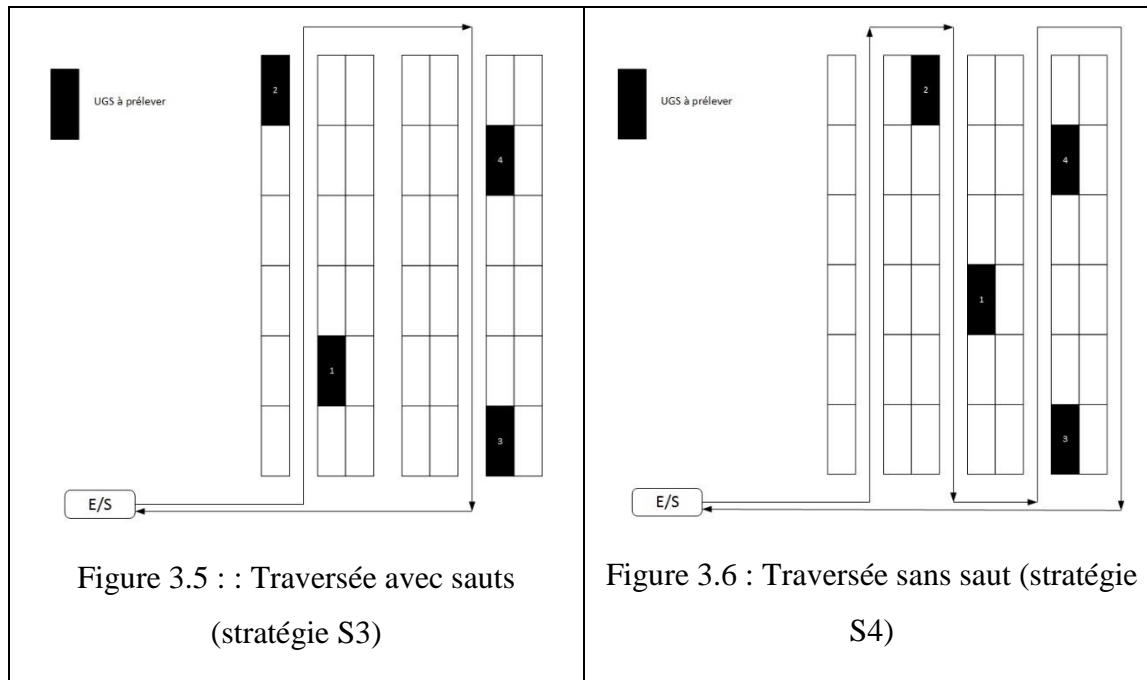 2
UGS à prélever
4
1
3
E/S
Figure 3.5 : : Traversée avec sauts
(stratégie S3)
2
UGS à prélever
4
1
3
E/S
Figure 3.6 : Traversée sans saut (stratégie
S4)